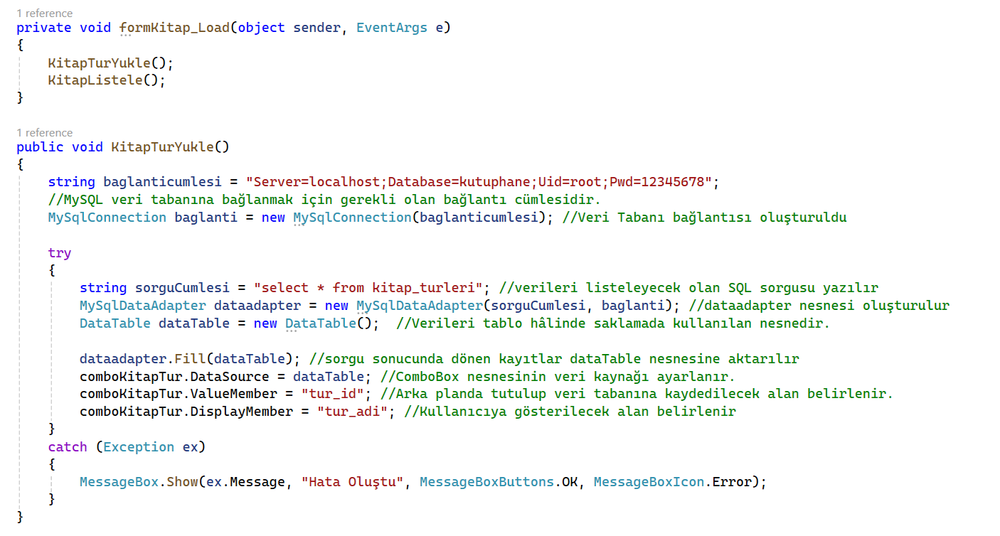 1 reference
private void formKitap_Load(object sender, EventArgs e)
{
    KitapTurYukle();
    KitapListele();
}
1 reference
public void KitapTurYukle()
{
    string baglanticumlesi = "Server=localhost;Database=kutuphane;Uid=root;Pwd=12345678";
    //MySQL veri tabanına bağlanmak için gerekli olan bağlantı cümlesidir.
    MySqlConnection baglanti = new MySqlConnection(baglanticumlesi); //Veri Tabanı bağlantısı oluşturuldu
    try
    {
        string sorguCumlesi = "select * from kitap_turleri"; //verileri listeleyecek olan SQL sorgusu yazılır
        MySqlDataAdapter dataadapter = new MySqlDataAdapter(sorguCumlesi, baglanti); //dataadapter nesnesi oluşturulur
        DataTable dataTable = new DataTable();  //Verileri tablo hâlinde saklamada kullanılan nesnedir.
        dataadapter.Fill(dataTable); //sorgu sonucunda dönen kayıtlar dataTable nesnesine aktarılır
        comboKitapTur.DataSource = dataTable; //ComboBox nesnesinin veri kaynağı ayarlanır.
        comboKitapTur.ValueMember = "tur_id"; //Arka planda tutulup veri tabanına kaydedilecek alan belirlenir.
        comboKitapTur.DisplayMember = "tur_adi"; //Kullanıcıya gösterilecek alan belirlenir
    }
    catch (Exception ex)
    {
        MessageBox.Show(ex.Message, "Hata Oluştu", MessageBoxButtons.OK, MessageBoxIcon.Error);
    }
}